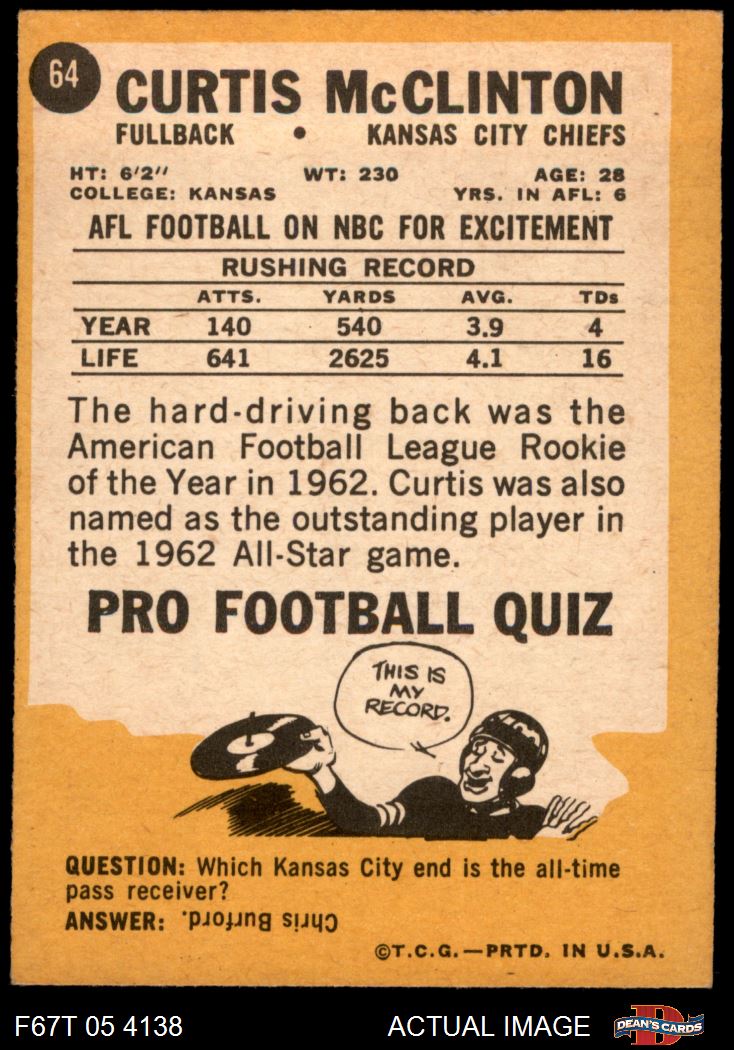 64
CURTIS McCLINTON
FULLBACK • KANSAS CITY CHIEFS
HT: 6'2" WT: 230 AGE: 28
COLLEGE: KANSAS YRS. IN AFL: 6
AFL FOOTBALL ON NBC FOR EXCITEMENT
RUSHING RECORD
ATTS. YARDS AVG. TDs
YEAR 140 540 3.9 4
LIFE 641 2625 4.1 16
The hard-driving back was the
American Football League Rookie
of the Year in 1962. Curtis was also
named as the outstanding player in
the 1962 All-Star game.
PRO FOOTBALL QUIZ
THIS IS
MY
RECORD.
QUESTION: Which Kansas City end is the all-time
pass receiver?
ANSWER: Chris Burford.
©T.C.G.—PRTD. IN U.S.A.
F67T 05 4138 ACTUAL IMAGE
D
DEAN'S CARDS